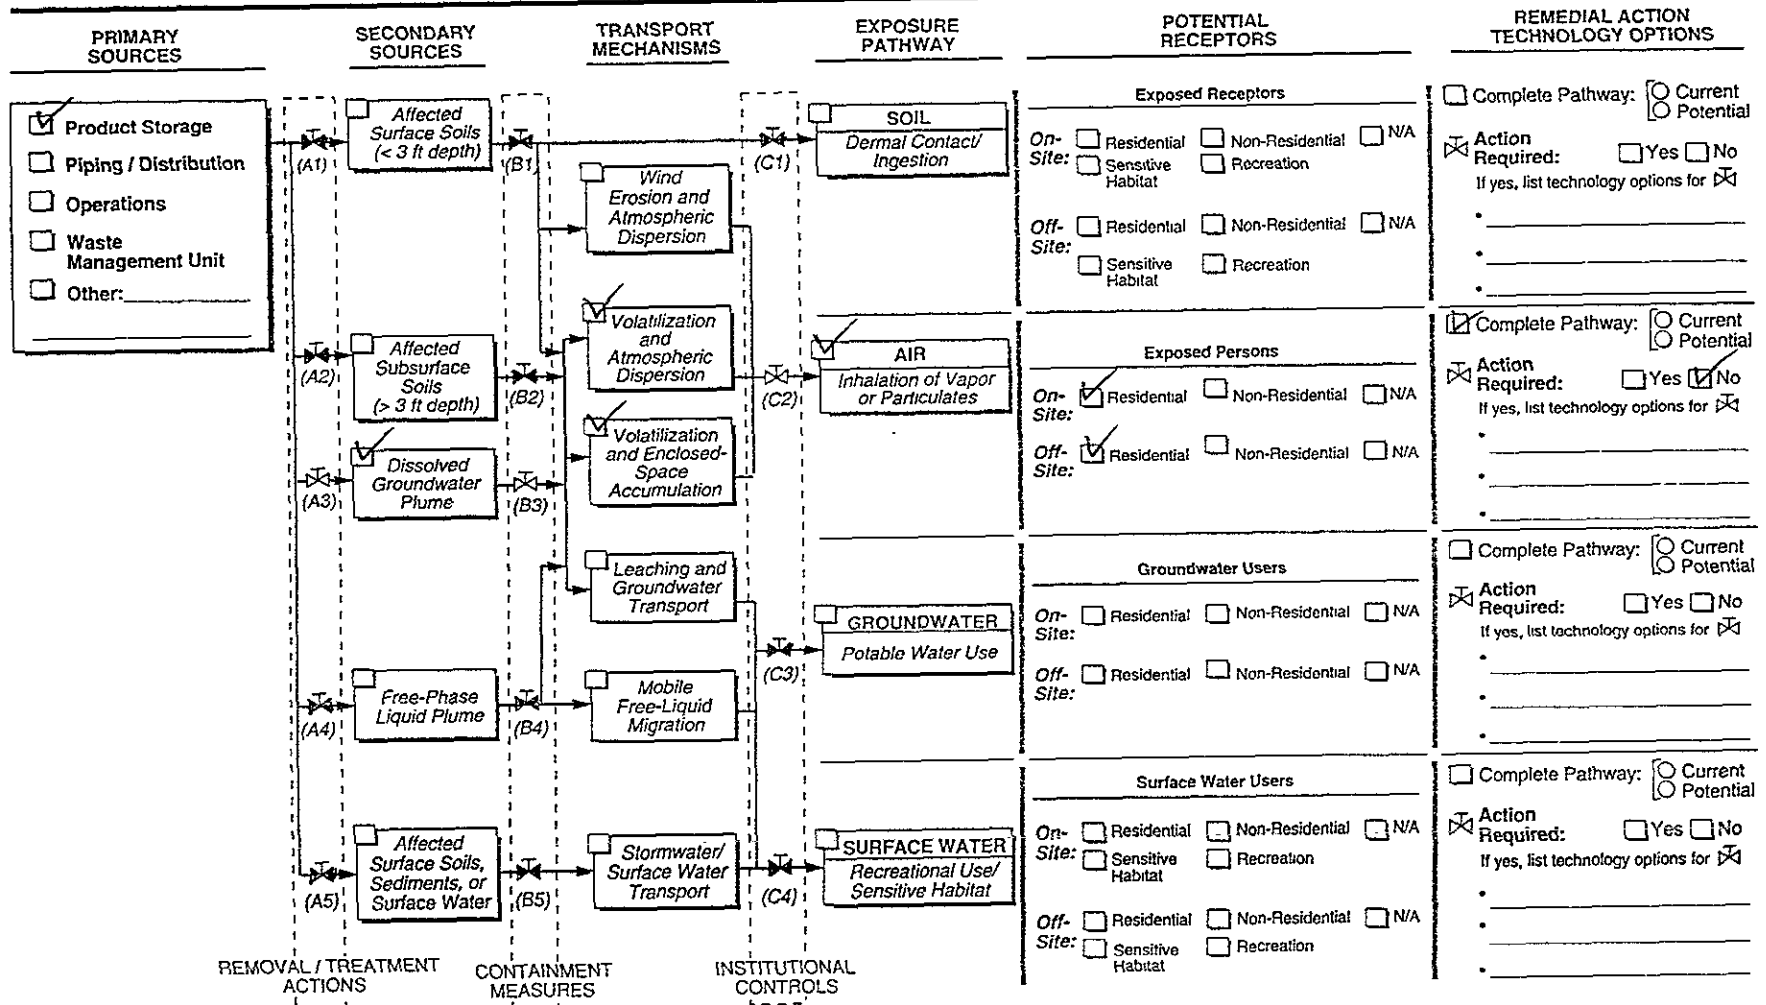 PRIMARY
SOURCES
SECONDARY
SOURCES
TRANSPORT
MECHANISMS
EXPOSURE
PATHWAY
POTENTIAL
RECEPTORS
REMEDIAL ACTION
TECHNOLOGY OPTIONS
Product Storage
Piping / Distribution
Operations
Waste
Management Unit
Other:
(A1)
(A2)
(A3)
(A4)
(A5)
REMOVAL / TREATMENT
ACTIONS
Affected
Surface Soils
(< 3 ft depth)
Affected
Subsurface
Soils
(> 3 ft depth)
Dissolved
Groundwater
Plume
Free-Phase
Liquid Plume
Affected
Surface Soils,
Sediments, or
Surface Water
(B1)
(B2)
(B3)
(B4)
(B5)
CONTAINMENT
MEASURES
Wind
Erosion and
Atmospheric
Dispersion
Volatilization
and
Atmospheric
Dispersion
Volatilization
and Enclosed-
Space
Accumulation
Leaching and
Groundwater
Transport
Mobile
Free-Liquid
Migration
Stormwater/
Surface Water
Transport
(C1)
(C2)
(C3)
(C4)
INSTITUTIONAL
CONTROLS
SOIL
Dermal Contact/
Ingestion
AIR
Inhalation of Vapor
or Particulates
GROUNDWATER
Potable Water Use
SURFACE WATER
Recreational Use/
Sensitive Habitat
Exposed Receptors
On-Site: Residential Non-Residential N/A
Sensitive Habitat Recreation
Off-Site: Residential Non-Residential N/A
Sensitive Habitat Recreation
Exposed Persons
On-Site: Residential Non-Residential N/A
Off-Site: Residential Non-Residential N/A
Groundwater Users
On-Site: Residential Non-Residential N/A
Off-Site: Residential Non-Residential N/A
Surface Water Users
On-Site: Residential Non-Residential N/A
Sensitive Habitat Recreation
Off-Site: Residential Non-Residential N/A
Sensitive Habitat Recreation
Complete Pathway: Current
Potential
Action
Required: Yes No
If yes, list technology options for
Complete Pathway: Current
Potential
Action
Required: Yes No
If yes, list technology options for
Complete Pathway: Current
Potential
Action
Required: Yes No
If yes, list technology options for
Complete Pathway: Current
Potential
Action
Required: Yes No
If yes, list technology options for